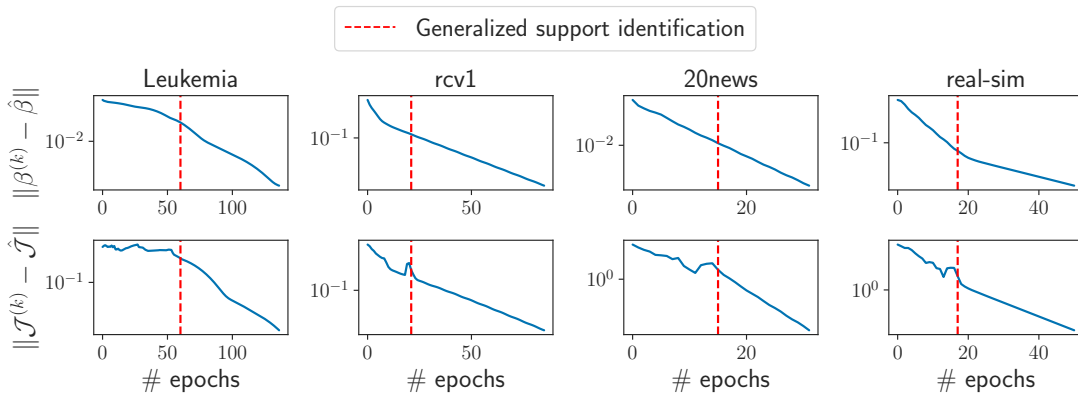 Generalized support identification
Leukemia rcv1 20news real-sim
‖β^(k) − β̂‖
10^−2 10^−1 10^−2 10^−1
0 50 100 0 50 0 20 0 20 40
‖𝒥^(k) − 𝒥̂‖
10^−1 10^−1 10^0 10^0
0 50 100 0 50 0 20 0 20 40
# epochs # epochs # epochs # epochs